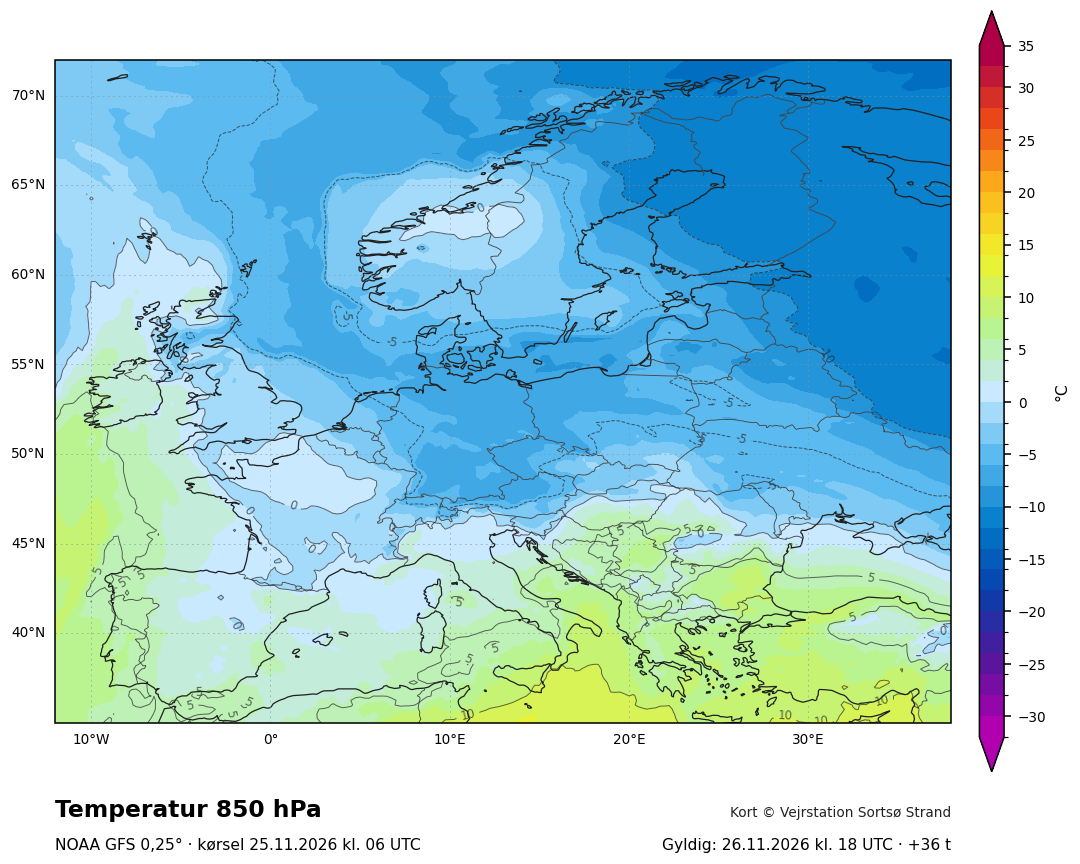 35
30
25
20
15
10
5
0
−5
−10
−15
−20
−25
−30
°C
70°N
65°N
60°N
55°N
50°N
45°N
40°N
10°W
0°
10°E
20°E
30°E
Temperatur 850 hPa
Kort © Vejrstation Sortsø Strand
NOAA GFS 0,25° · kørsel 25.11.2026 kl. 06 UTC
Gyldig: 26.11.2026 kl. 18 UTC · +36 t